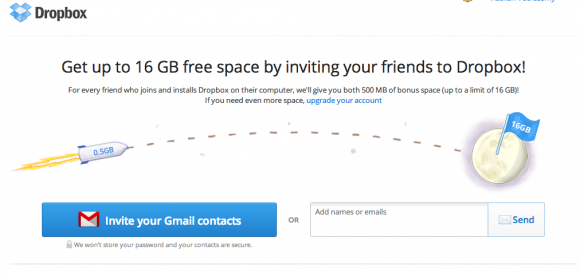 Dropbox
Get up to 16 GB free space by inviting your friends to Dropbox!
For every friend who joins and installs Dropbox on their computer, we'll give you both 500 MB of bonus space (up to a limit of 16 GB)!
If you need even more space, upgrade your account
16GB
0.5GB
Invite your Gmail contacts
OR
Add names or emails
Send
We won't store your password and your contacts are secure.